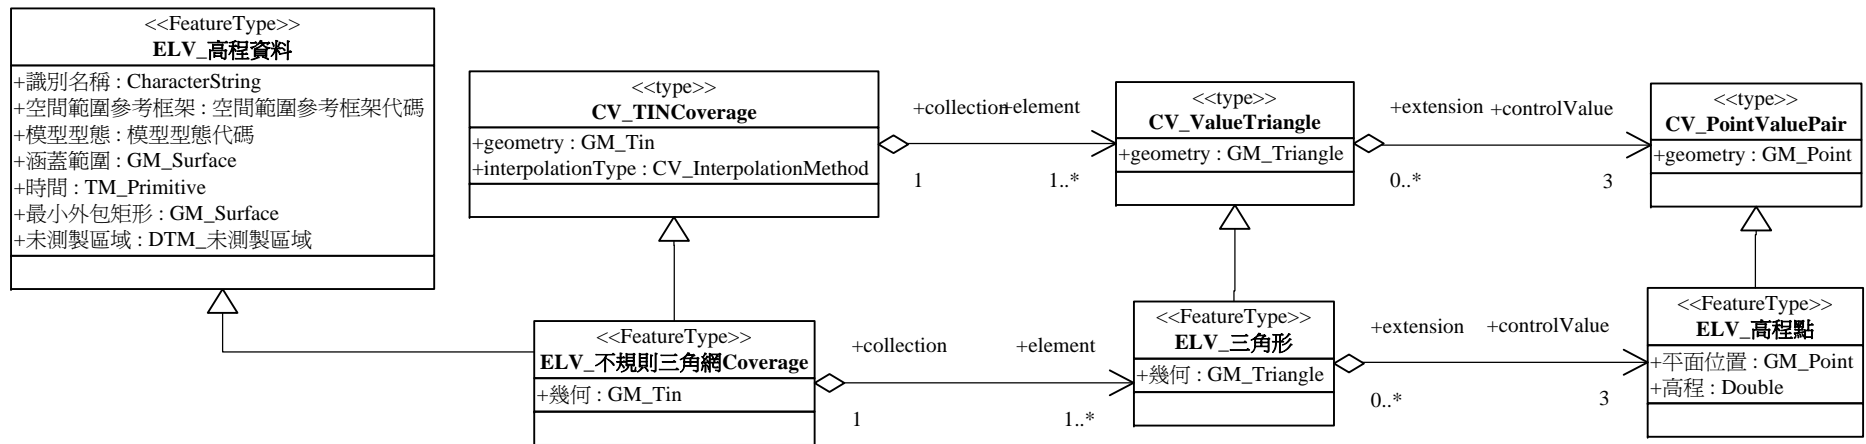 <<FeatureType>>
ELV_高程資料
+識別名稱 : CharacterString
+空間範圍參考框架 : 空間範圍參考框架代碼
+模型型態 : 模型型態代碼
+涵蓋範圍 : GM_Surface
+時間 : TM_Primitive
+最小外包矩形 : GM_Surface
+未測製區域 : DTM_未測製區域
<<type>>
CV_TINCoverage
+geometry : GM_Tin
+interpolationType : CV_InterpolationMethod
+collection
+element
1
1..*
<<type>>
CV_ValueTriangle
+geometry : GM_Triangle
+extension
+controlValue
0..*
3
<<type>>
CV_PointValuePair
+geometry : GM_Point
<<FeatureType>>
ELV_不規則三角網Coverage
+幾何 : GM_Tin
+collection
+element
1
1..*
<<FeatureType>>
ELV_三角形
+幾何 : GM_Triangle
+extension
+controlValue
0..*
3
<<FeatureType>>
ELV_高程點
+平面位置 : GM_Point
+高程 : Double